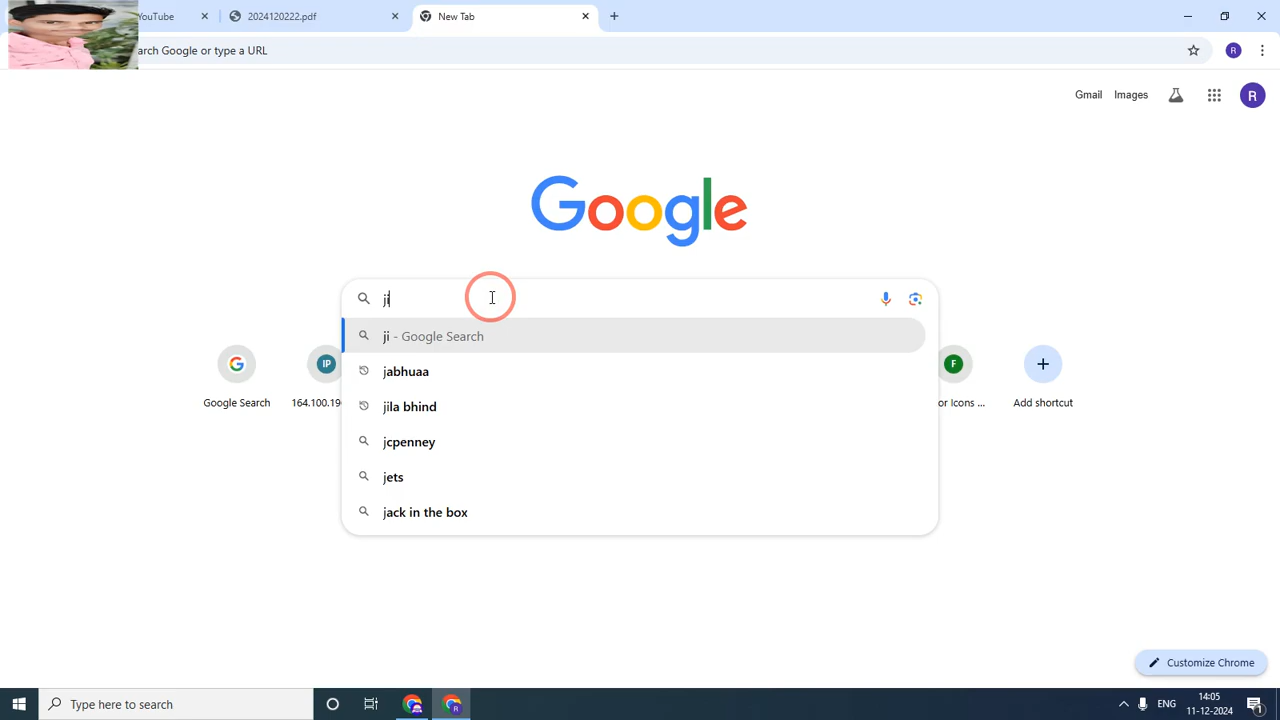 YouTube
2024120222.pdf
New Tab
arch Google or type a URL
R
Gmail
Images
R
Google
ji
ji - Google Search
jabhuaa
jila bhind
jcpenney
jets
jack in the box
IP
F
Google Search
164.100.19
or Icons ...
Add shortcut
Customize Chrome
Type here to search
R
ENG
14:05
11-12-2024